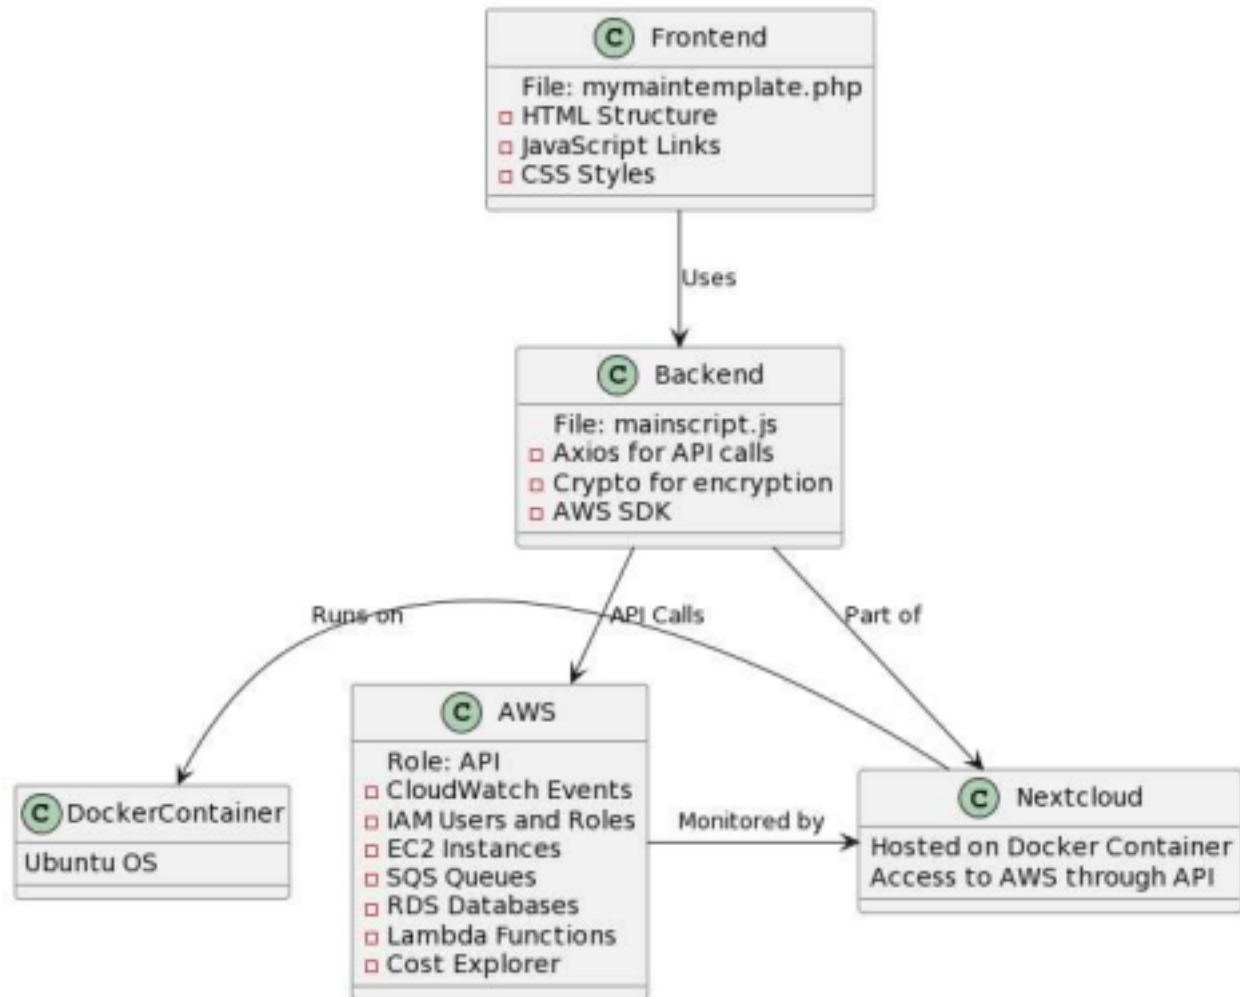 C Frontend
File: mymaintemplate.php
HTML Structure
JavaScript Links
CSS Styles
Uses
C Backend
File: mainscript.js
Axios for API calls
Crypto for encryption
AWS SDK
Runs on
API Calls
Part of
C AWS
Role: API
CloudWatch Events
IAM Users and Roles
EC2 Instances
SQS Queues
RDS Databases
Lambda Functions
Cost Explorer
C DockerContainer
Ubuntu OS
Monitored by
C Nextcloud
Hosted on Docker Container
Access to AWS through API